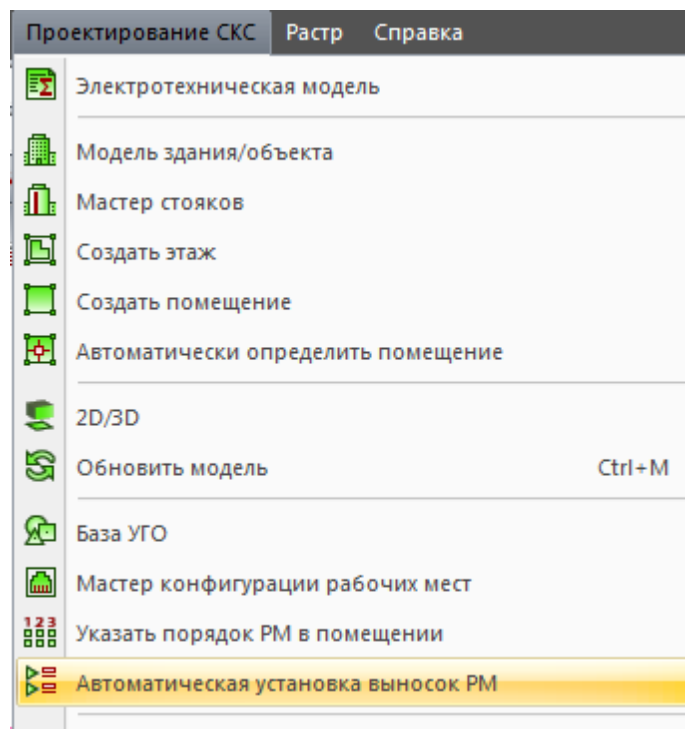 Проектирование СКС Растр Справка
Электротехническая модель
Модель здания/объекта
Мастер стояков
Создать этаж
Создать помещение
Автоматически определить помещение
2D/3D
Обновить модель Ctrl+M
База УГО
Мастер конфигурации рабочих мест
123
Указать порядок РМ в помещении
Автоматическая установка выносок РМ